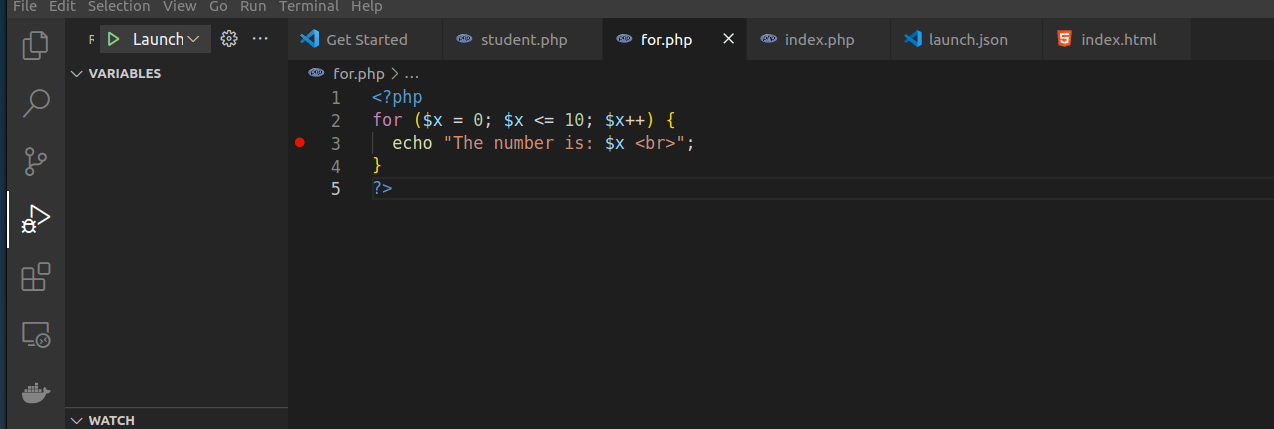 File Edit Selection View Go Run Terminal Help
R Launch ...
Get Started student.php for.php index.php launch.json index.html
VARIABLES
for.php > ...
1 <?php
2 for ($x = 0; $x <= 10; $x++) {
3 echo "The number is: $x <br>";
4 }
5 ?>
WATCH